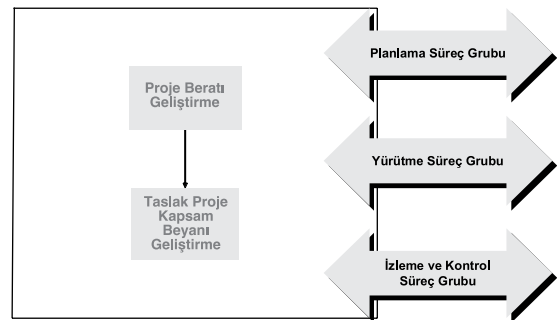 Proje Beratı
Geliştirme
Taslak Proje
Kapsam
Beyanı
Geliştirme
Planlama Süreç Grubu
Yürütme Süreç Grubu
İzleme ve Kontrol
Süreç Grubu